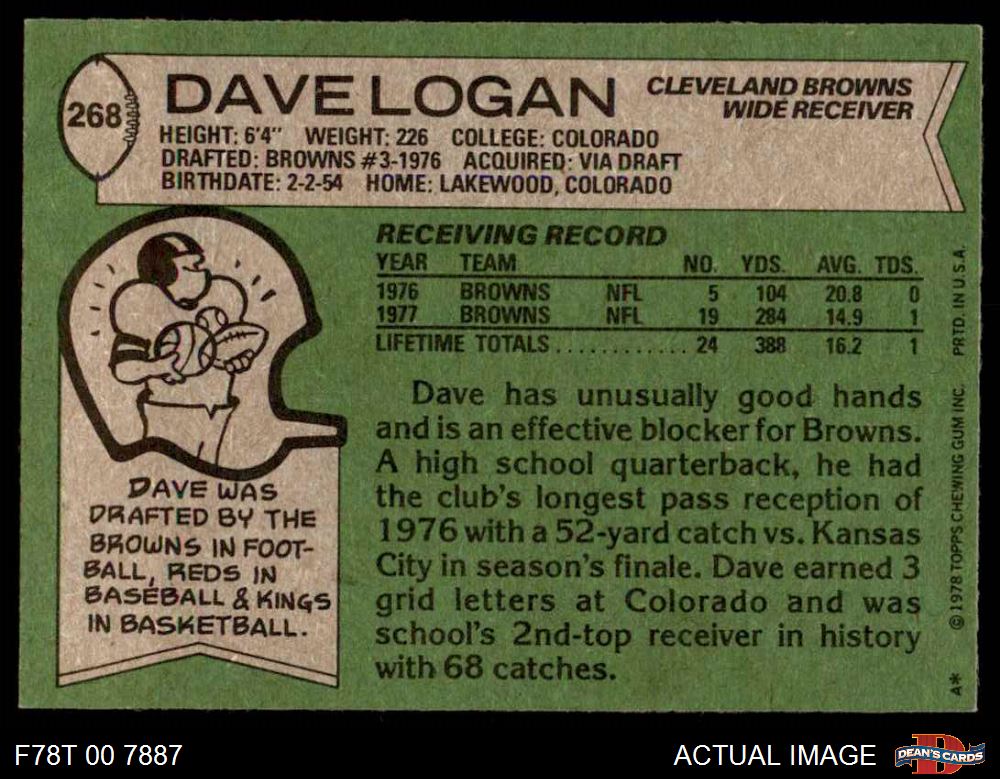 268
DAVE LOGAN
CLEVELAND BROWNS
WIDE RECEIVER
HEIGHT: 6'4" WEIGHT: 226 COLLEGE: COLORADO
DRAFTED: BROWNS #3-1976 ACQUIRED: VIA DRAFT
BIRTHDATE: 2-2-54 HOME: LAKEWOOD, COLORADO
RECEIVING RECORD
YEAR TEAM NO. YDS. AVG. TDS.
1976 BROWNS NFL 5 104 20.8 0
1977 BROWNS NFL 19 284 14.9 1
LIFETIME TOTALS............ 24 388 16.2 1
Dave has unusually good hands
and is an effective blocker for Browns.
A high school quarterback, he had
the club's longest pass reception of
1976 with a 52-yard catch vs. Kansas
City in season's finale. Dave earned 3
grid letters at Colorado and was
school's 2nd-top receiver in history
with 68 catches.
DAVE WAS
DRAFTED BY THE
BROWNS IN FOOT-
BALL, REDS IN
BASEBALL & KINGS
IN BASKETBALL.
A* © 1978 TOPPS CHEWING GUM INC. PRTD. IN U.S.A.
F78T 00 7887
ACTUAL IMAGE
D
DEAN'S CARDS